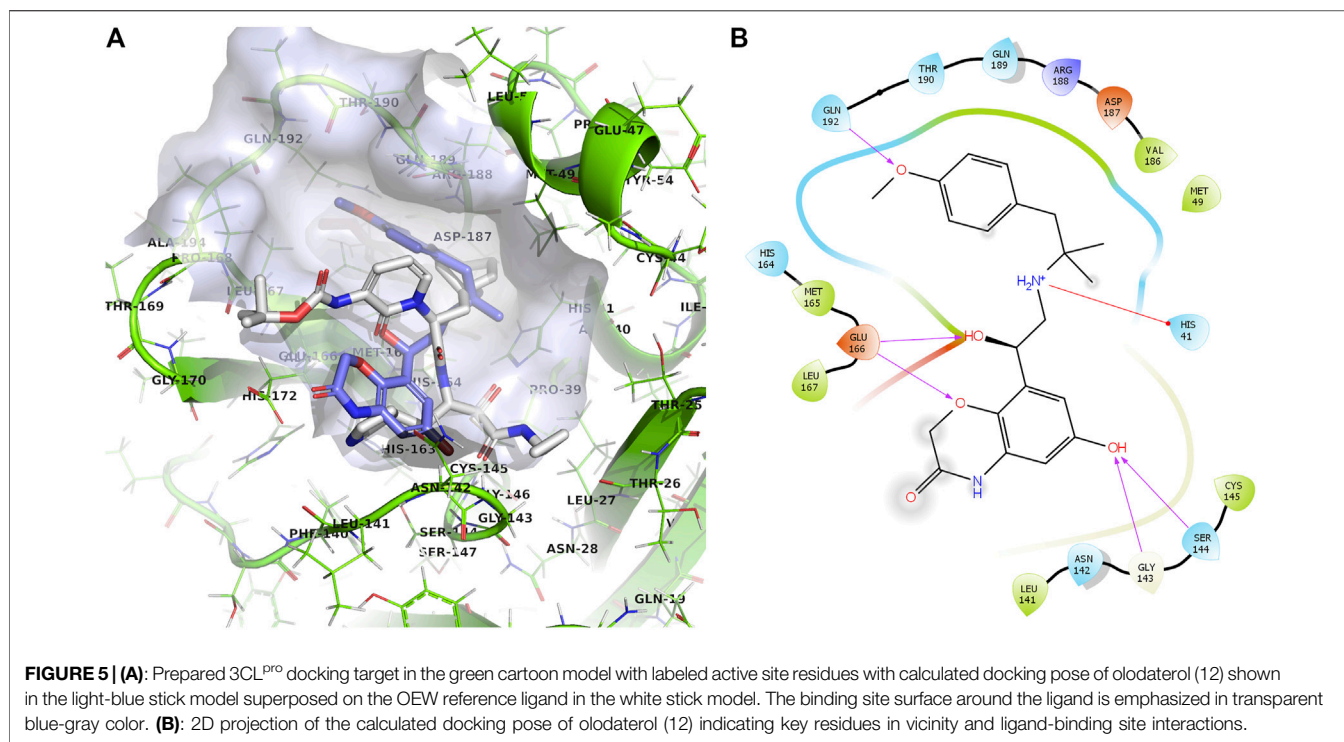 A
B
THR-190
GLN-192
GLN-189
ARG-188
GLU-47
MET-49
TYR-54
ALA-194
PRO-168
ASP-187
CYS-44
THR-169
LEU-167
GLU-166
HIS-164
GLY-170
HIS-172
PRO-39
THR-25
HIS-163
CYS-145
ASN-142
THR-26
LEU-27
LEU-141
GLY-143
PHE-140
SER-144
SER-147
ASN-28
GLN-19
GLN
189
THR
190
ARG
188
ASP
187
GLN
192
VAL
186
MET
49
O
HIS
164
MET
165
H₂N⁺
HIS
41
GLU
166
HO
LEU
167
O
OH
O
NH
CYS
145
SER
144
ASN
142
GLY
143
LEU
141
FIGURE 5 | (A): Prepared 3CLpro docking target in the green cartoon model with labeled active site residues with calculated docking pose of olodaterol (12) shown
in the light-blue stick model superposed on the OEW reference ligand in the white stick model. The binding site surface around the ligand is emphasized in transparent
blue-gray color. (B): 2D projection of the calculated docking pose of olodaterol (12) indicating key residues in vicinity and ligand-binding site interactions.